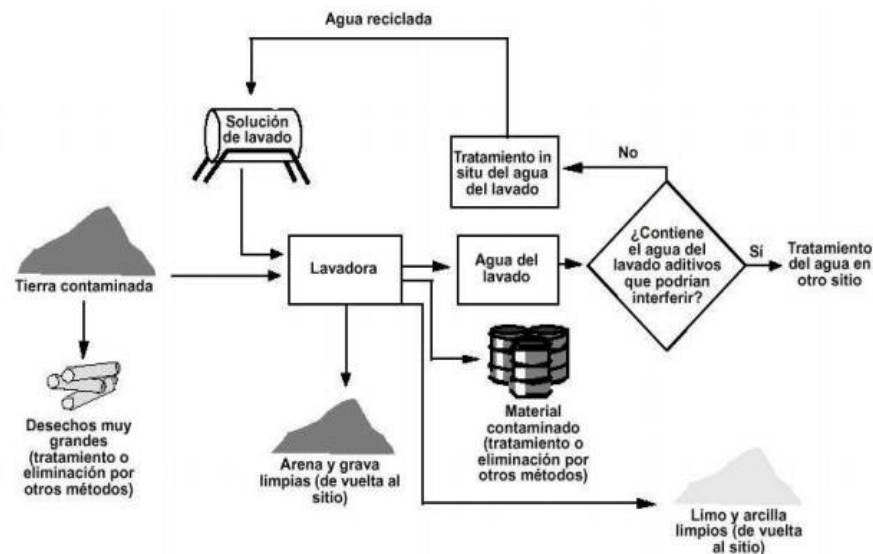 Agua reciclada
Solución
de lavado
Tratamiento in
situ del agua
del lavado
No
¿Contiene
el agua del
lavado aditivos
que podrían
interferir?
Sí
Tratamiento
del agua en
otro sitio
Tierra contaminada
Lavadora
Agua del
lavado
Desechos muy
grandes
(tratamiento o
eliminación por
otros métodos)
Arena y grava
limpias (de vuelta al
sitio)
Material
contaminado
(tratamiento o
eliminación por
otros métodos)
Limo y arcilla
limpios (de vuelta
al sitio)